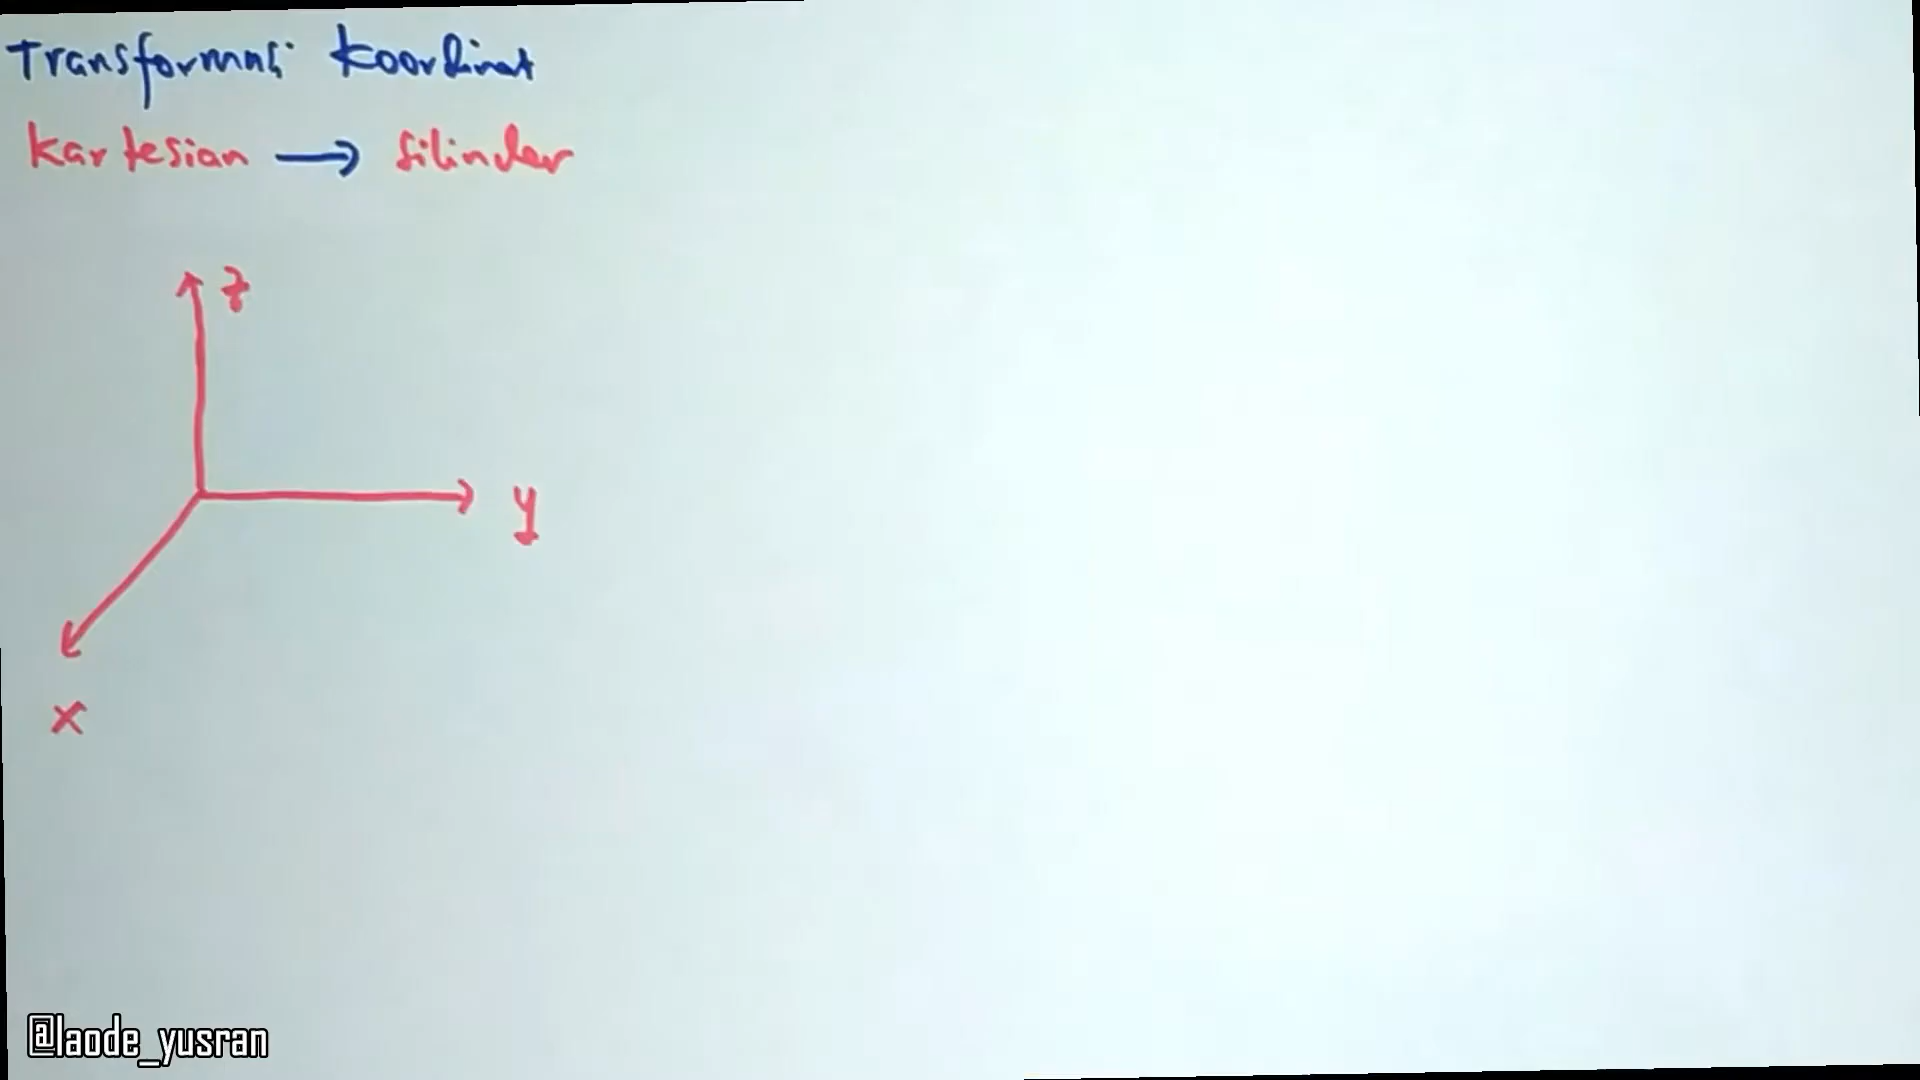 Transformasi Koordinat
Kartesian → Silinder
z
y
x
@laode_yusran